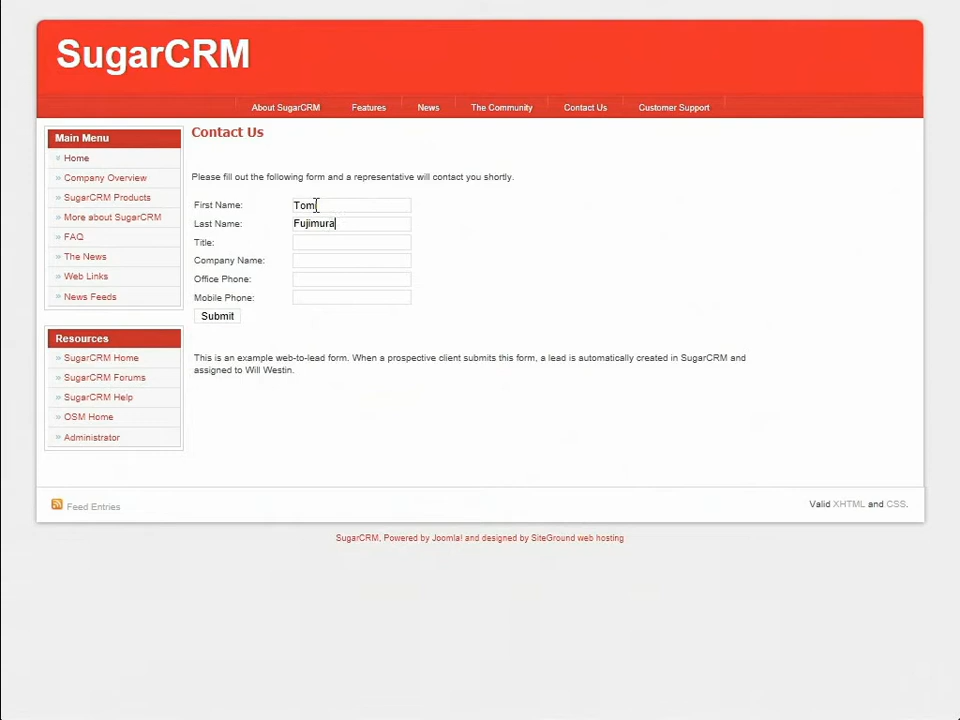 SugarCRM
About SugarCRM Features News The Community Contact Us Customer Support
Main Menu
» Home
» Company Overview
» SugarCRM Products
» More about SugarCRM
» FAQ
» The News
» Web Links
» News Feeds
Resources
» SugarCRM Home
» SugarCRM Forums
» SugarCRM Help
» OSM Home
» Administrator
Contact Us
Please fill out the following form and a representative will contact you shortly.
First Name: Tom
Last Name: Fujimura
Title:
Company Name:
Office Phone:
Mobile Phone:
Submit
This is an example web-to-lead form. When a prospective client submits this form, a lead is automatically created in SugarCRM and
assigned to Will Westin.
Feed Entries
Valid XHTML and CSS.
SugarCRM, Powered by Joomla! and designed by SiteGround web hosting